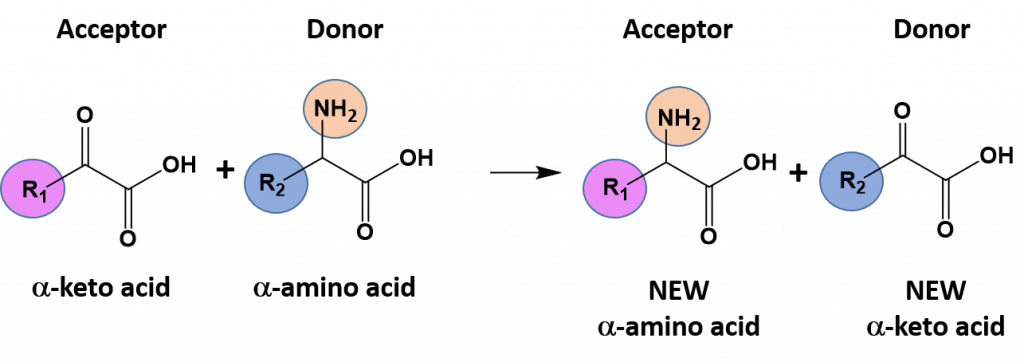 Acceptor Donor Acceptor Donor
O NH₂ NH₂ O
R₁ OH + R₂ OH R₁ OH + R₂ OH
O O O O
α-keto acid α-amino acid NEW NEW
α-amino acid α-keto acid